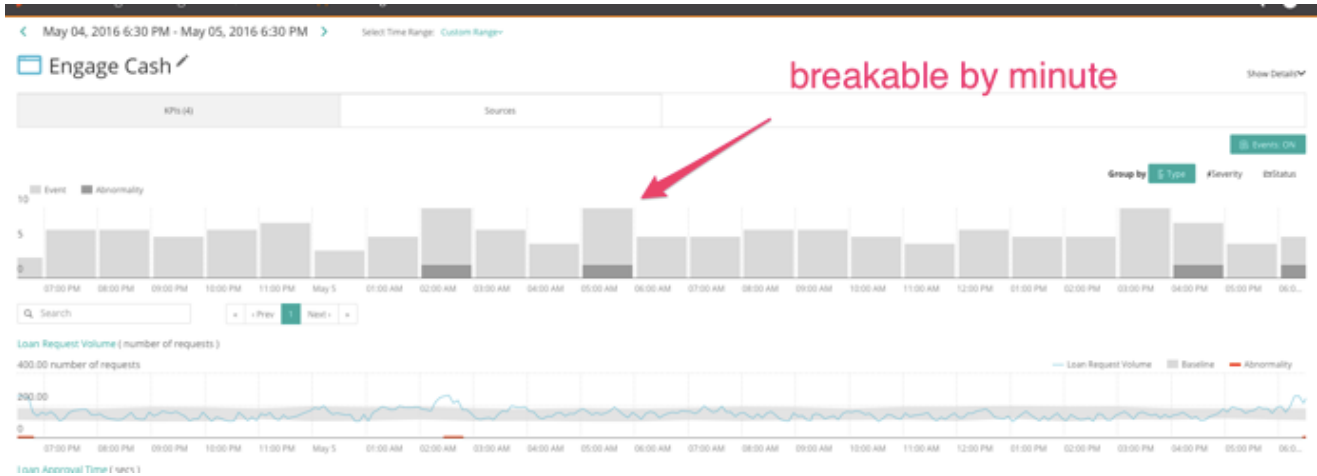 May 04, 2016 6:30 PM - May 05, 2016 6:30 PM Select Time Range: Custom Range
Engage Cash
breakable by minute
Show Details
KPIs (4) Sources
Events: ON
Group by Type Severity Status
Event Abnormality
10
5
0
07:00 PM 08:00 PM 09:00 PM 10:00 PM 11:00 PM May 5 01:00 AM 02:00 AM 03:00 AM 04:00 AM 05:00 AM 06:00 AM 07:00 AM 08:00 AM 09:00 AM 10:00 AM 11:00 AM 12:00 PM 01:00 PM 02:00 PM 03:00 PM 04:00 PM 05:00 PM 06:0...
Search « ‹ Prev 1 Next › »
Loan Request Volume ( number of requests )
400.00 number of requests Loan Request Volume Baseline Abnormality
200.00
0
07:00 PM 08:00 PM 09:00 PM 10:00 PM 11:00 PM May 5 01:00 AM 02:00 AM 03:00 AM 04:00 AM 05:00 AM 06:00 AM 07:00 AM 08:00 AM 09:00 AM 10:00 AM 11:00 AM 12:00 PM 01:00 PM 02:00 PM 03:00 PM 04:00 PM 05:00 PM 06:0...
Loan Approval Time ( secs )